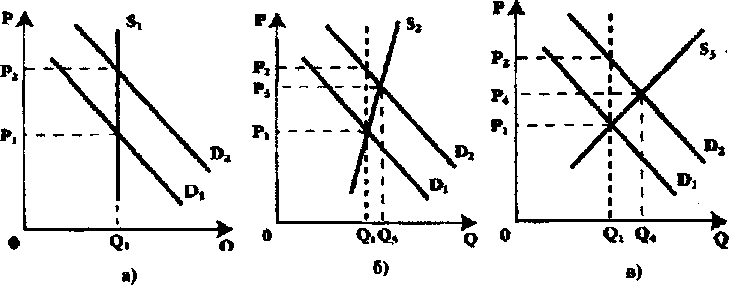 P
S₁
P₂
P₁
D₂
D₁
0
Q₁
Q
а)
P
S₂
P₂
P₃
P₁
D₂
D₁
0
Q₁ Q₃
Q
б)
P
S₃
P₂
P₄
P₁
D₂
D₁
0
Q₁
Q₄
Q
в)